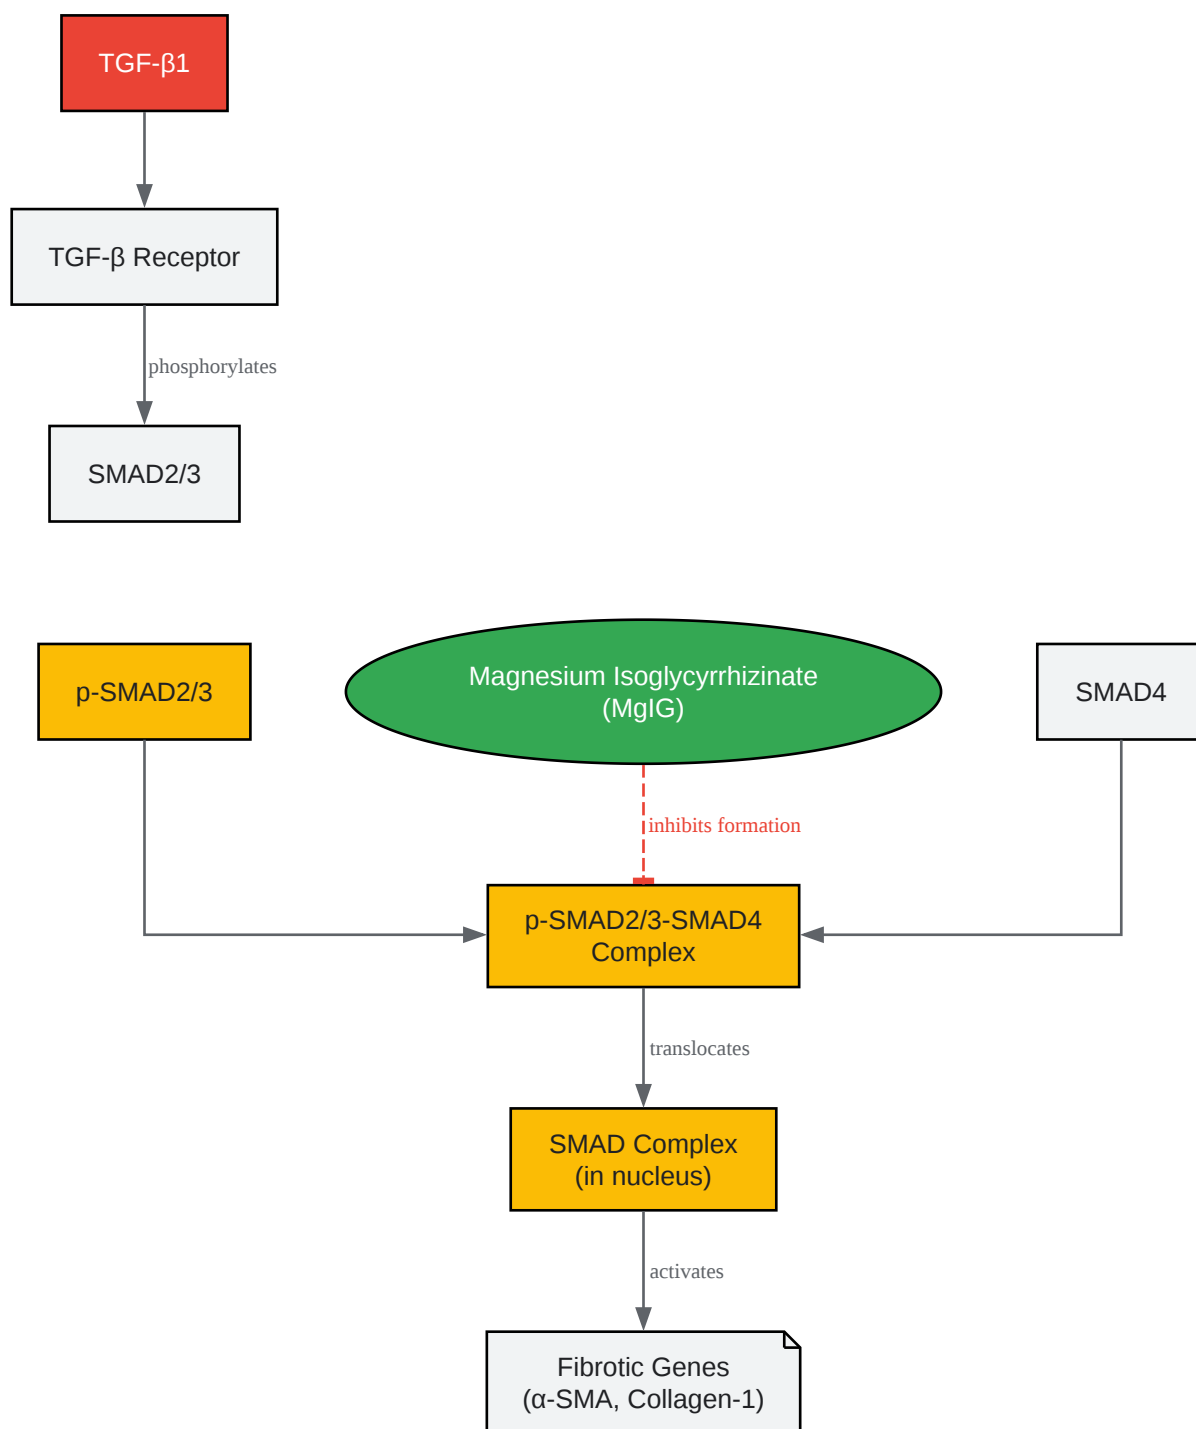 TGF-β1
TGF-β Receptor
phosphorylates
SMAD2/3
p-SMAD2/3
Magnesium Isoglycyrrhizinate
(MgIG)
SMAD4
inhibits formation
p-SMAD2/3-SMAD4
Complex
translocates
SMAD Complex
(in nucleus)
activates
Fibrotic Genes
(α-SMA, Collagen-1)